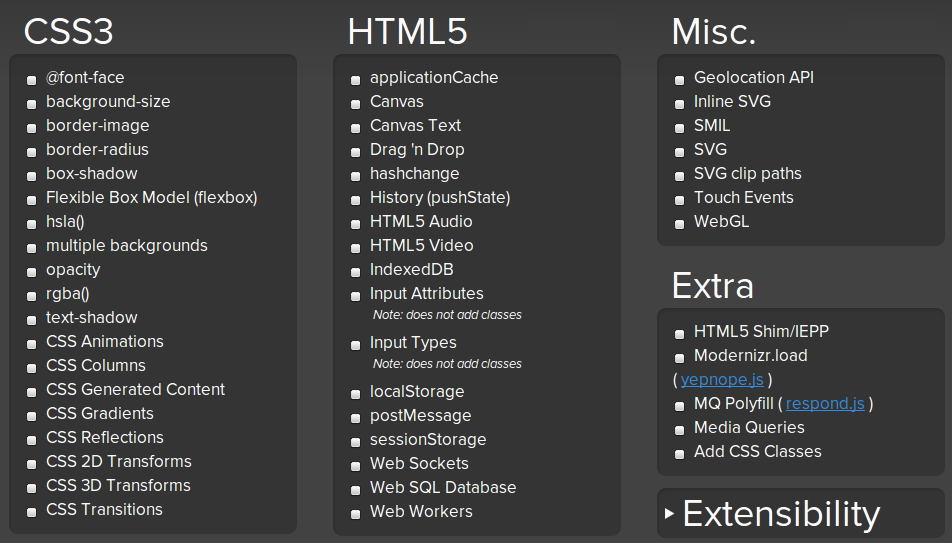 CSS3
@font-face
background-size
border-image
border-radius
box-shadow
Flexible Box Model (flexbox)
hsla()
multiple backgrounds
opacity
rgba()
text-shadow
CSS Animations
CSS Columns
CSS Generated Content
CSS Gradients
CSS Reflections
CSS 2D Transforms
CSS 3D Transforms
CSS Transitions
HTML5
applicationCache
Canvas
Canvas Text
Drag 'n Drop
hashchange
History (pushState)
HTML5 Audio
HTML5 Video
IndexedDB
Input Attributes
Note: does not add classes
Input Types
Note: does not add classes
localStorage
postMessage
sessionStorage
Web Sockets
Web SQL Database
Web Workers
Misc.
Geolocation API
Inline SVG
SMIL
SVG
SVG clip paths
Touch Events
WebGL
Extra
HTML5 Shim/IEPP
Modernizr.load
( yepnope.js )
MQ Polyfill ( respond.js )
Media Queries
Add CSS Classes
Extensibility